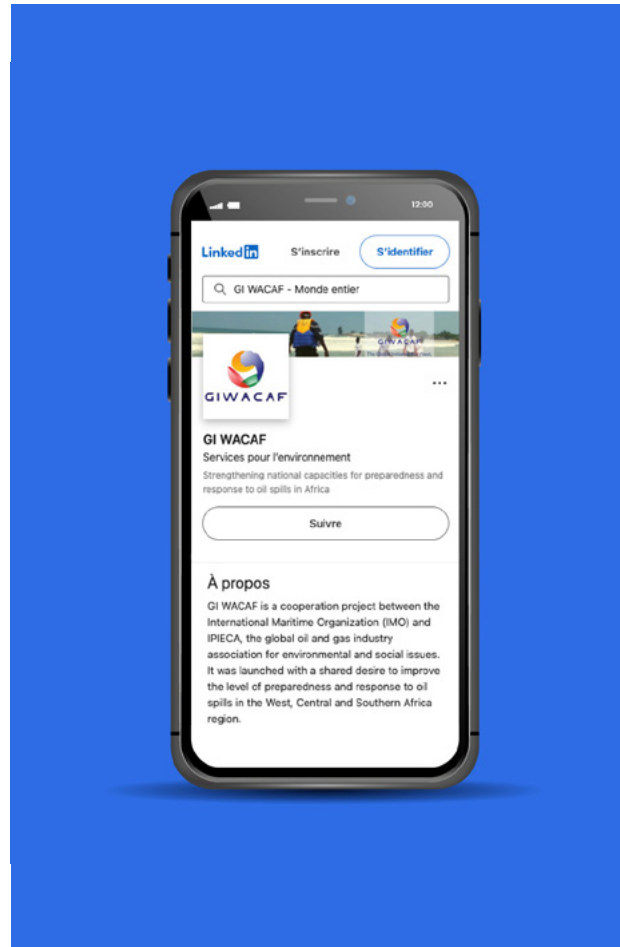 12:00
Linked in
S'inscrire
S'identifier
GI WACAF - Monde entier
GIWACAF
GIWACAF
GI WACAF
Services pour l'environnement
Strengthening national capacities for preparedness and
response to oil spills in Africa
Suivre
À propos
GI WACAF is a cooperation project between the
International Maritime Organization (IMO) and
IPIECA, the global oil and gas industry
association for environmental and social issues.
It was launched with a shared desire to improve
the level of preparedness and response to oil
spills in the West, Central and Southern Africa
region.